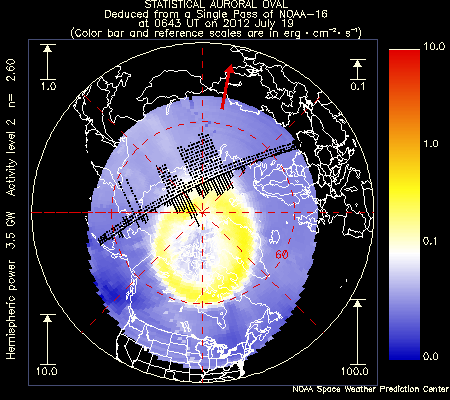 STATISTICAL AURORAL OVAL
Deduced from a Single Pass of NOAA-16
at 0643 UT on 2012 July 19
(Color bar and reference scales are in erg·cm⁻²·s⁻¹)
1.0
0.1
10.0
1.0
0.1
0.0
60
10.0
100.0
Hemispheric power 3.5 GW Activity level 2 n= 2.60
NOAA Space Weather Prediction Center